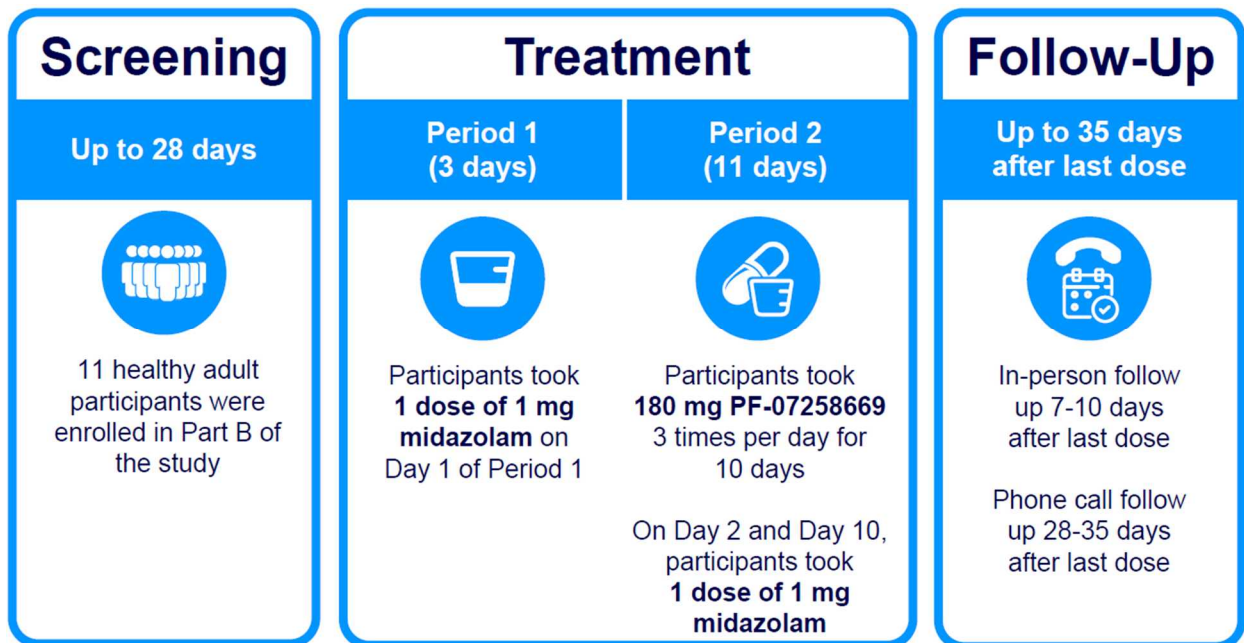 Screening
Up to 28 days
11 healthy adult
participants were
enrolled in Part B of
the study
Treatment
Period 1
(3 days)
Participants took
1 dose of 1 mg
midazolam on
Day 1 of Period 1
Period 2
(11 days)
Participants took
180 mg PF-07258669
3 times per day for
10 days
On Day 2 and Day 10,
participants took
1 dose of 1 mg
midazolam
Follow-Up
Up to 35 days
after last dose
In-person follow
up 7-10 days
after last dose
Phone call follow
up 28-35 days
after last dose